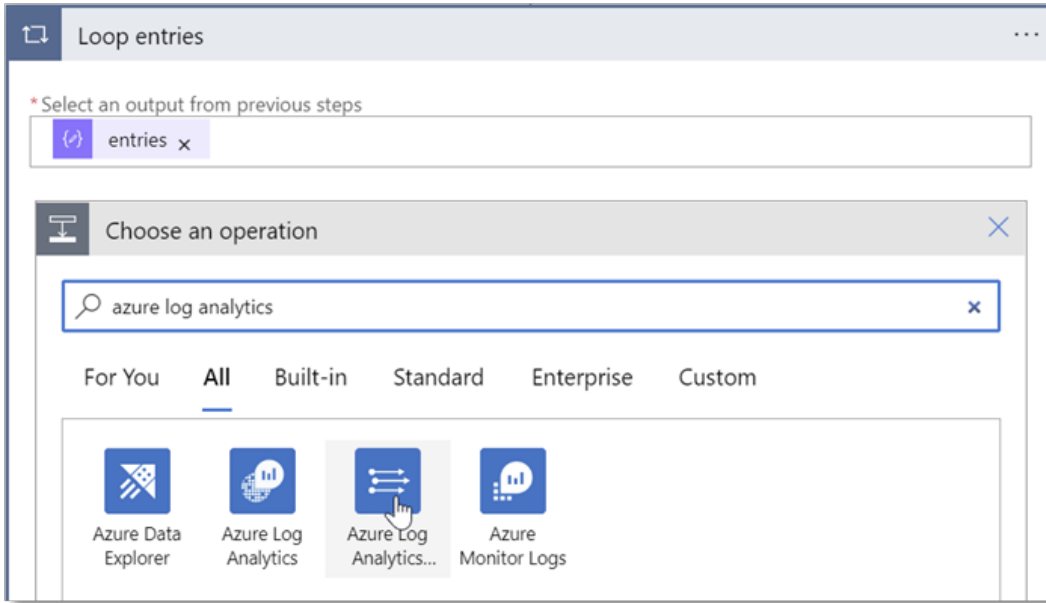 Loop entries
*Select an output from previous steps
entries
Choose an operation
azure log analytics
For You All Built-in Standard Enterprise Custom
Azure Data Explorer
Azure Log Analytics
Azure Log Analytics...
Azure Monitor Logs